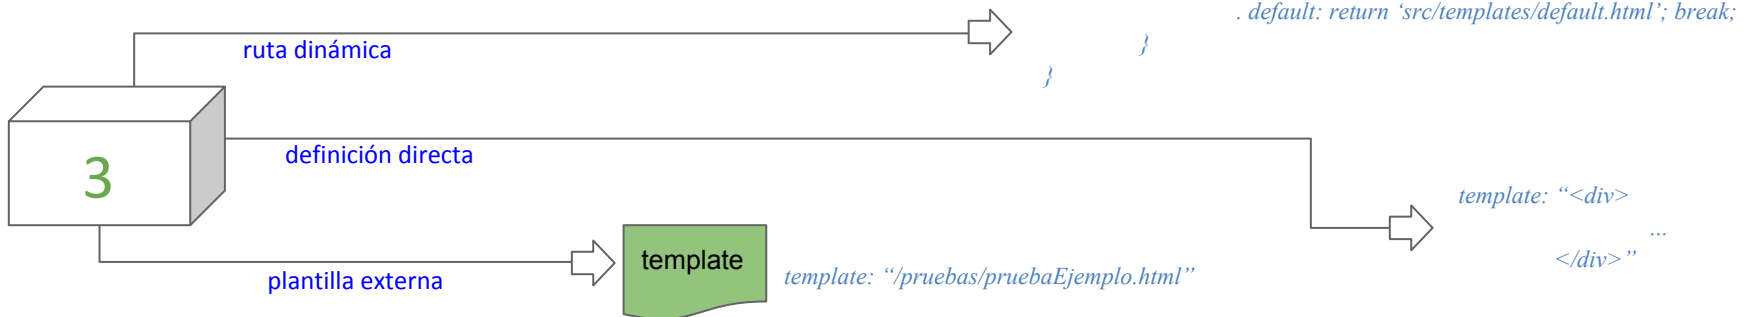 . default: return ‘src/templates/default.html’; break;
ruta dinámica
}
}
definición directa
3
template: “<div>
...
</div>”
template
plantilla externa
template: “/pruebas/pruebaEjemplo.html”